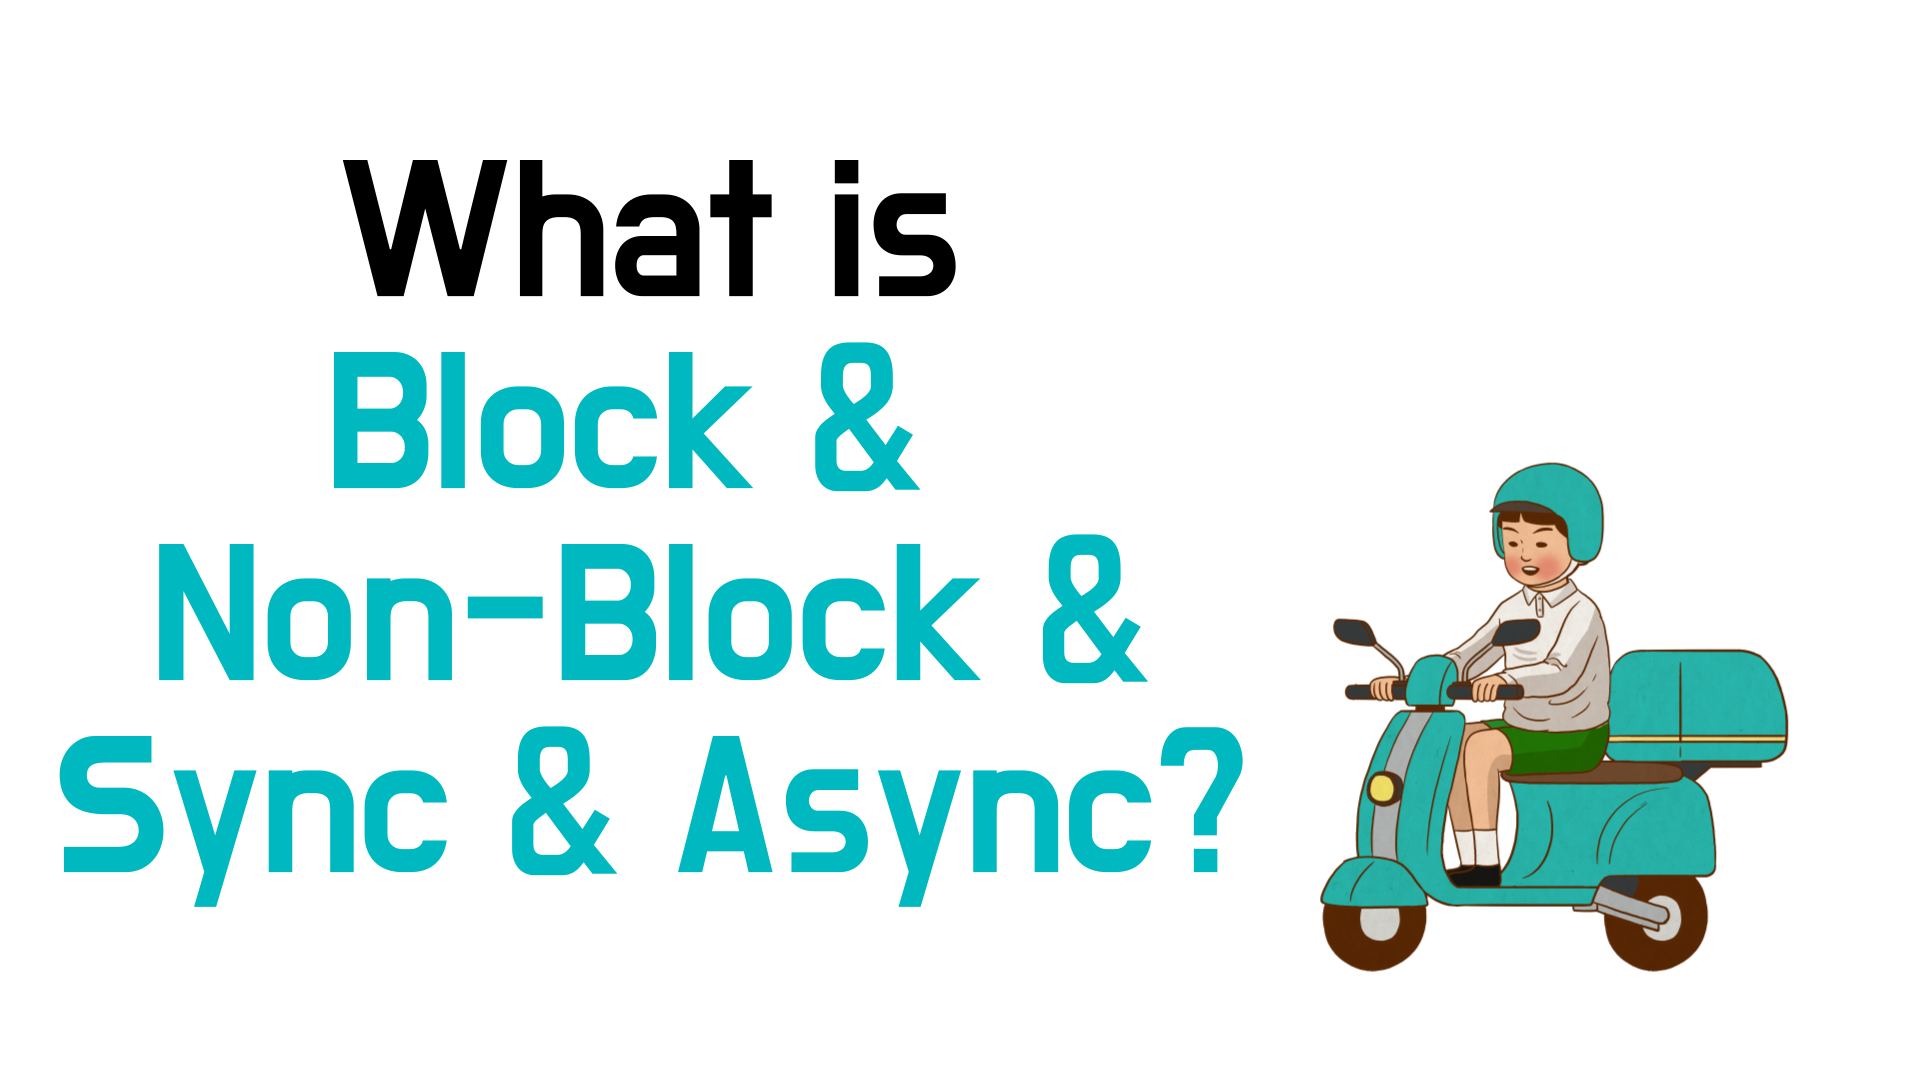 What is
Block &
Non-Block &
Sync & Async?